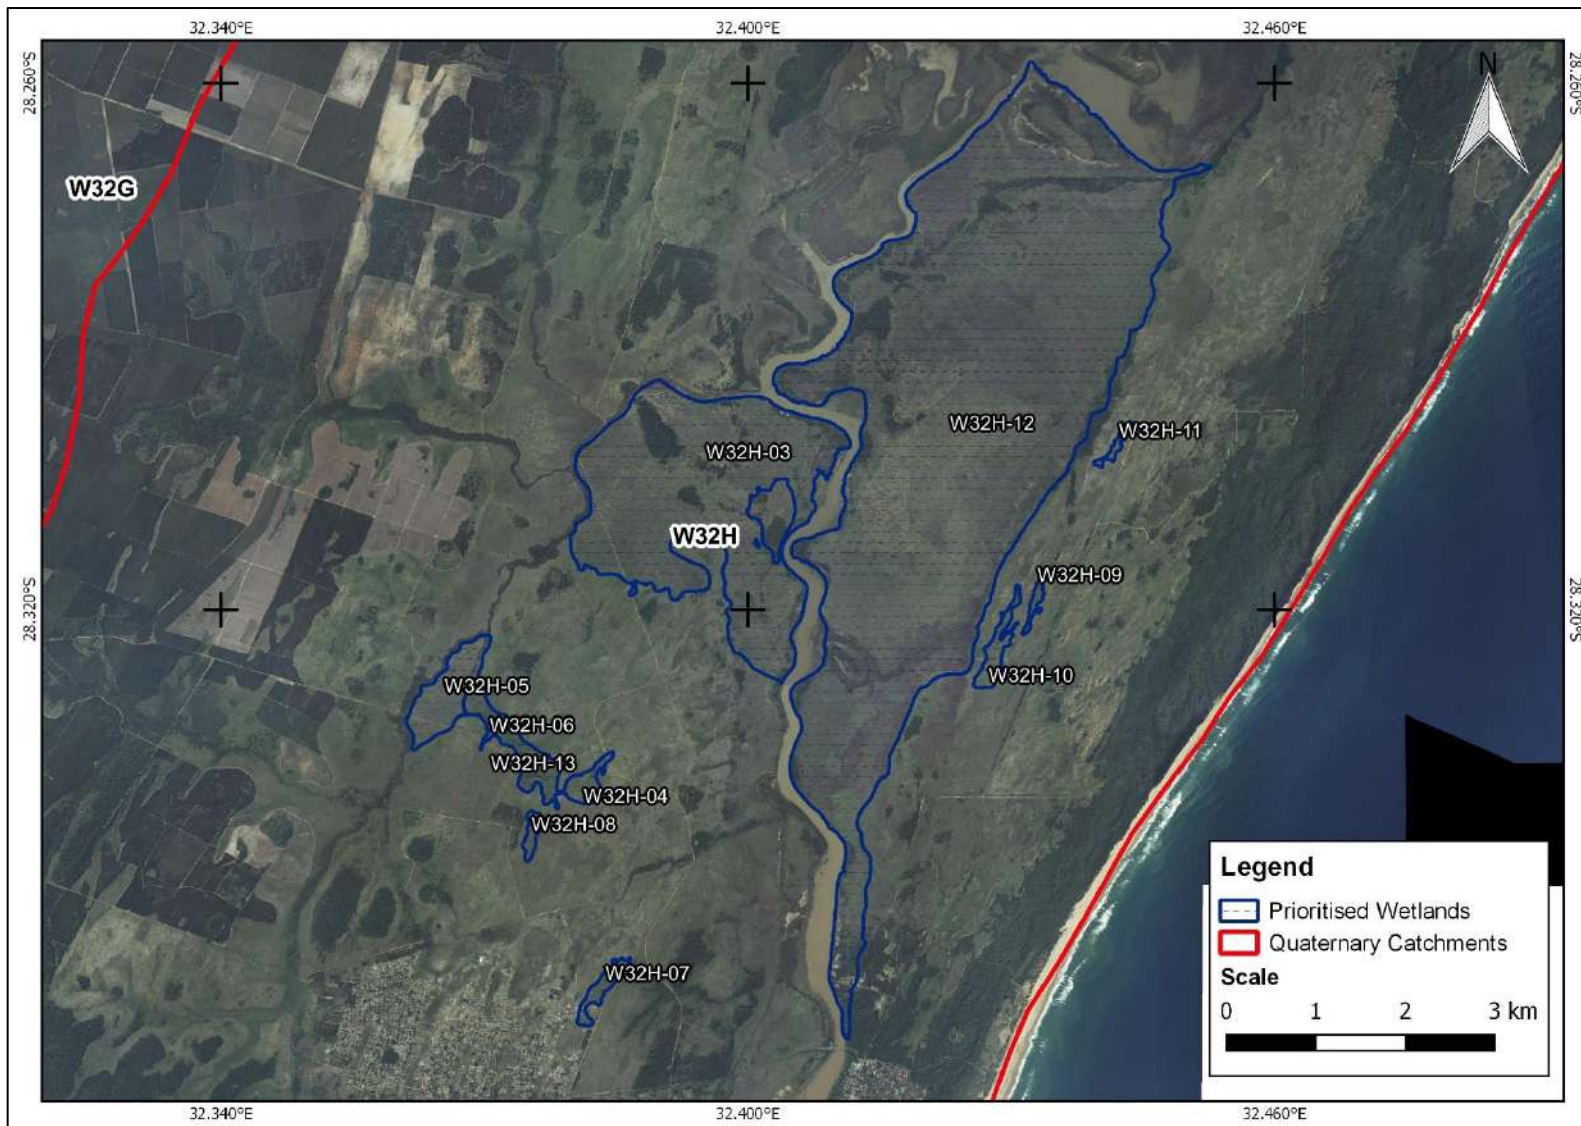 32.340°E
32.400°E
32.460°E
28.260°S
28.260°S
N
W32G
W32H-12
W32H-11
W32H-03
W32H
W32H-09
28.320°S
28.320°S
W32H-10
W32H-05
W32H-06
W32H-13
W32H-04
W32H-08
W32H-07
Legend
Prioritised Wetlands
Quaternary Catchments
Scale
0 1 2 3 km
32.340°E
32.400°E
32.460°E